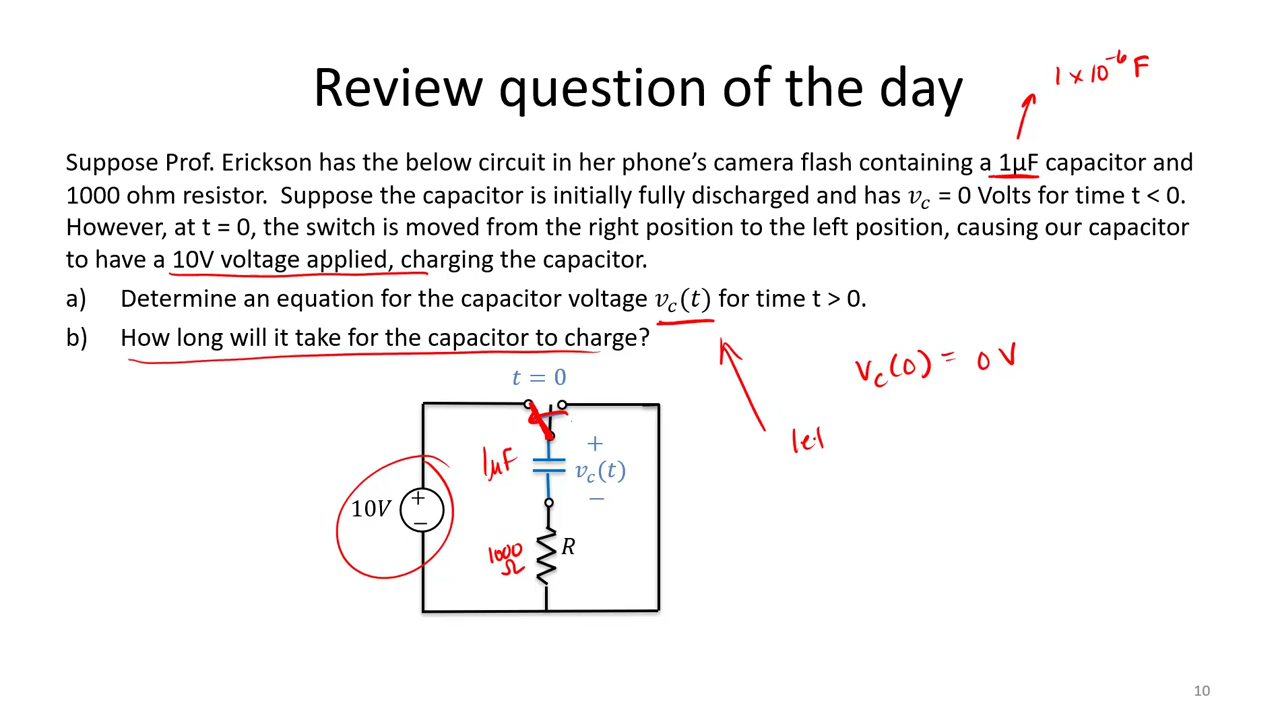 Review question of the day
1 × 10⁻⁶ F
Suppose Prof. Erickson has the below circuit in her phone's camera flash containing a 1μF capacitor and
1000 ohm resistor. Suppose the capacitor is initially fully discharged and has v_c = 0 Volts for time t < 0.
However, at t = 0, the switch is moved from the right position to the left position, causing our capacitor
to have a 10V voltage applied, charging the capacitor.
a) Determine an equation for the capacitor voltage v_c(t) for time t > 0.
b) How long will it take for the capacitor to charge?
v_c(0) = 0 V
t = 0
+
1μF
v_c(t)
−
10V
+
−
1000
Ω
R
10